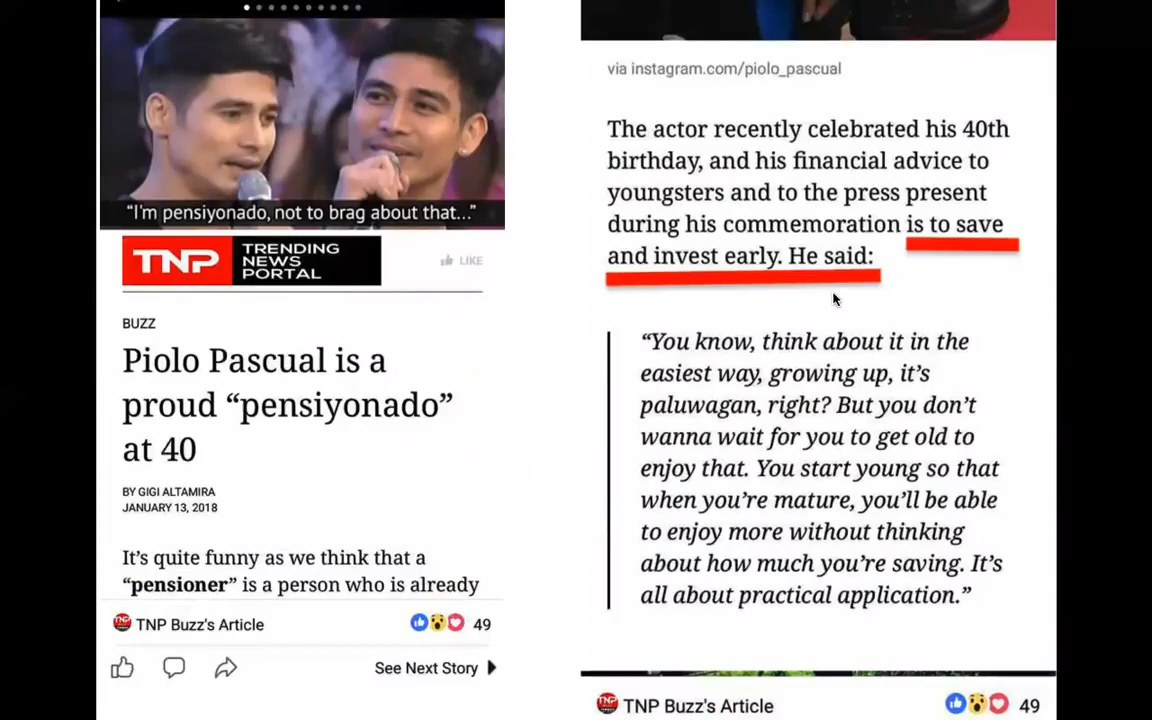 "I'm pensiyonado, not to brag about that..."
TNP
TRENDING
NEWS
PORTAL
LIKE
BUZZ
Piolo Pascual is a
proud “pensiyonado”
at 40
BY GIGI ALTAMIRA
JANUARY 13, 2018
It’s quite funny as we think that a
“pensioner” is a person who is already
TNP Buzz's Article
49
See Next Story
via instagram.com/piolo_pascual
The actor recently celebrated his 40th
birthday, and his financial advice to
youngsters and to the press present
during his commemoration is to save
and invest early. He said:
“You know, think about it in the
easiest way, growing up, it’s
paluwagan, right? But you don’t
wanna wait for you to get old to
enjoy that. You start young so that
when you’re mature, you’ll be able
to enjoy more without thinking
about how much you’re saving. It’s
all about practical application.”
TNP Buzz's Article
49